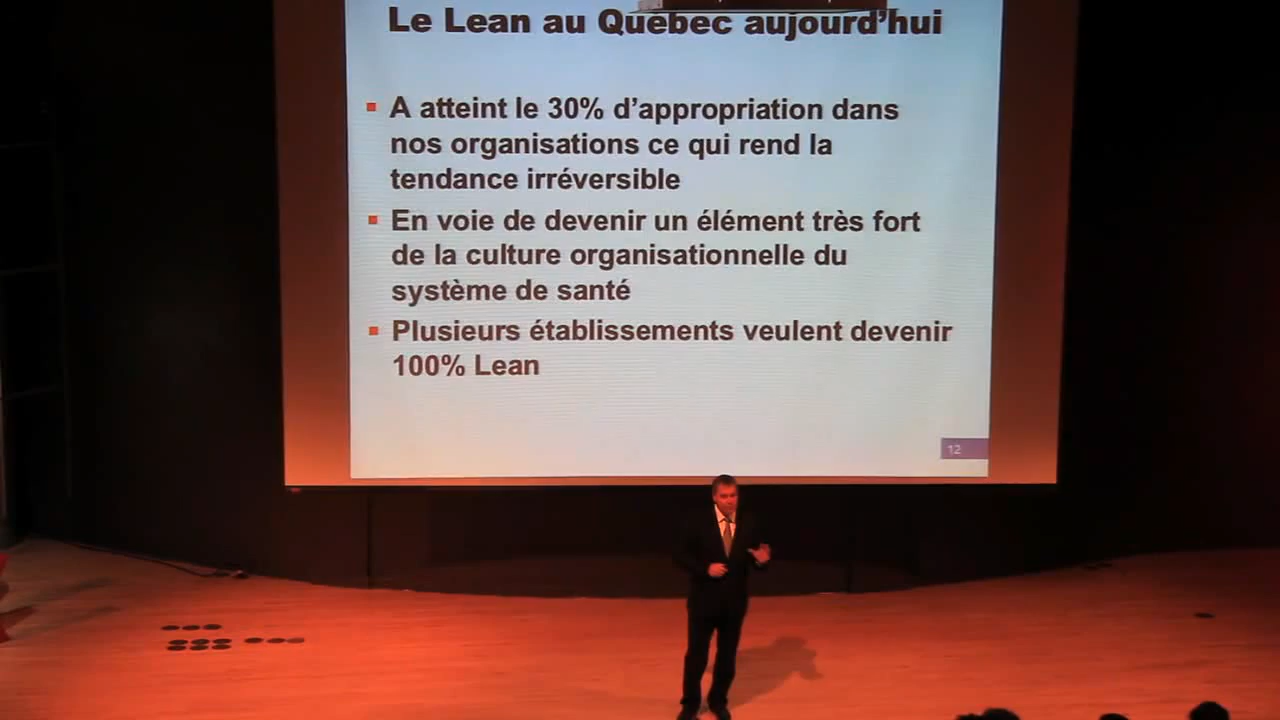 Le Lean au Québec aujourd’hui
A atteint le 30% d’appropriation dans
nos organisations ce qui rend la
tendance irréversible
En voie de devenir un élément très fort
de la culture organisationnelle du
système de santé
Plusieurs établissements veulent devenir
100% Lean
12